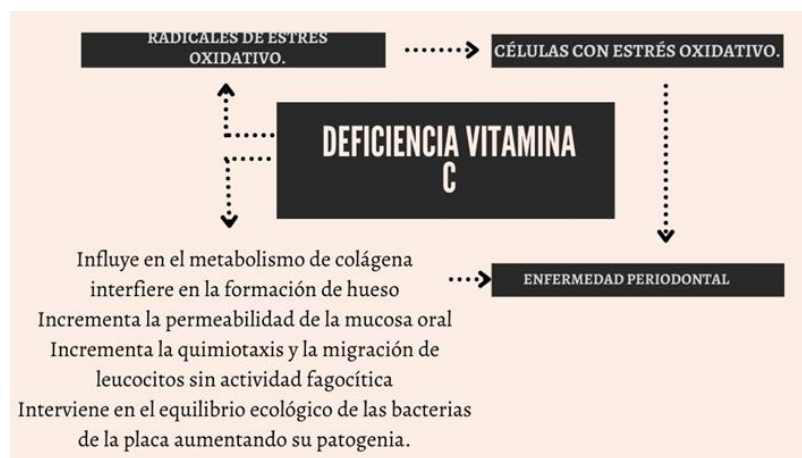 RADICALES DE ESTRES
OXIDATIVO.
CÉLULAS CON ESTRÉS OXIDATIVO.
DEFICIENCIA VITAMINA
C
Influye en el metabolismo de colágena
interfiere en la formación de hueso
Incrementa la permeabilidad de la mucosa oral
Incrementa la quimiotaxis y la migración de
leucocitos sin actividad fagocítica
Interviene en el equilibrio ecológico de las bacterias
de la placa aumentando su patogenia.
ENFERMEDAD PERIODONTAL